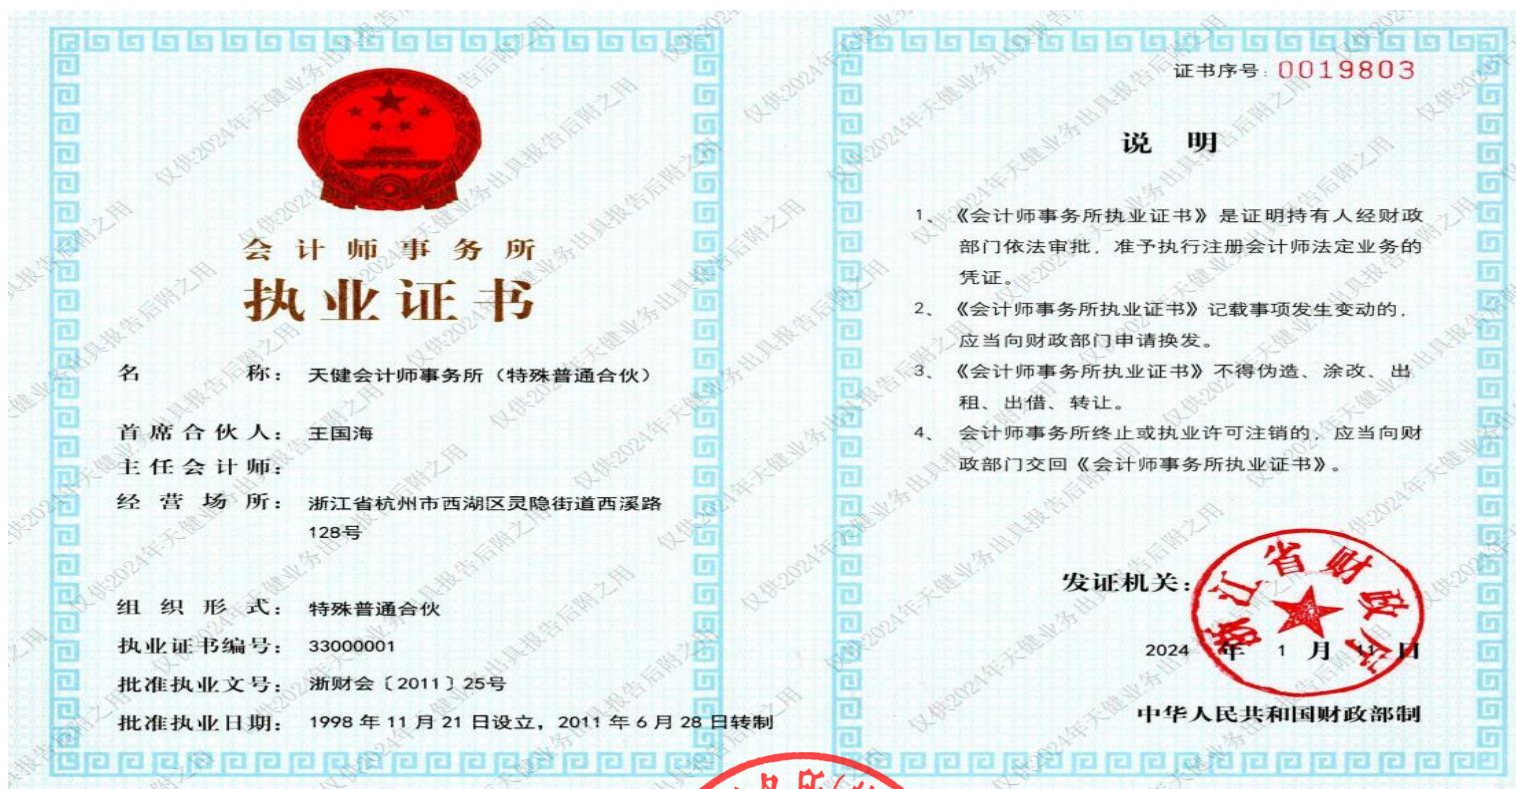 会计师事务所
执业证书
名称：天健会计师事务所（特殊普通合伙）
首席合伙人：王国海
主任会计师：
经营场所：浙江省杭州市西湖区灵隐街道西溪路
128号
组织形式：特殊普通合伙
执业证书编号：33000001
批准执业文号：浙财会〔2011〕25号
批准执业日期：1998年11月21日设立，2011年6月28日转制
证书序号：0019803
说明
1、《会计师事务所执业证书》是证明持有人经财政
部门依法审批，准予执行注册会计师法定业务的
凭证。
2、《会计师事务所执业证书》记载事项发生变动的，
应当向财政部门申请换发。
3、《会计师事务所执业证书》不得伪造、涂改、出
租、出借、转让。
4、会计师事务所终止或执业许可注销的，应当向财
政部门交回《会计师事务所执业证书》。
发证机关：
浙江省财政厅
2024年1月11日
中华人民共和国财政部制
仅供2024年天健业务出具报告后附之用